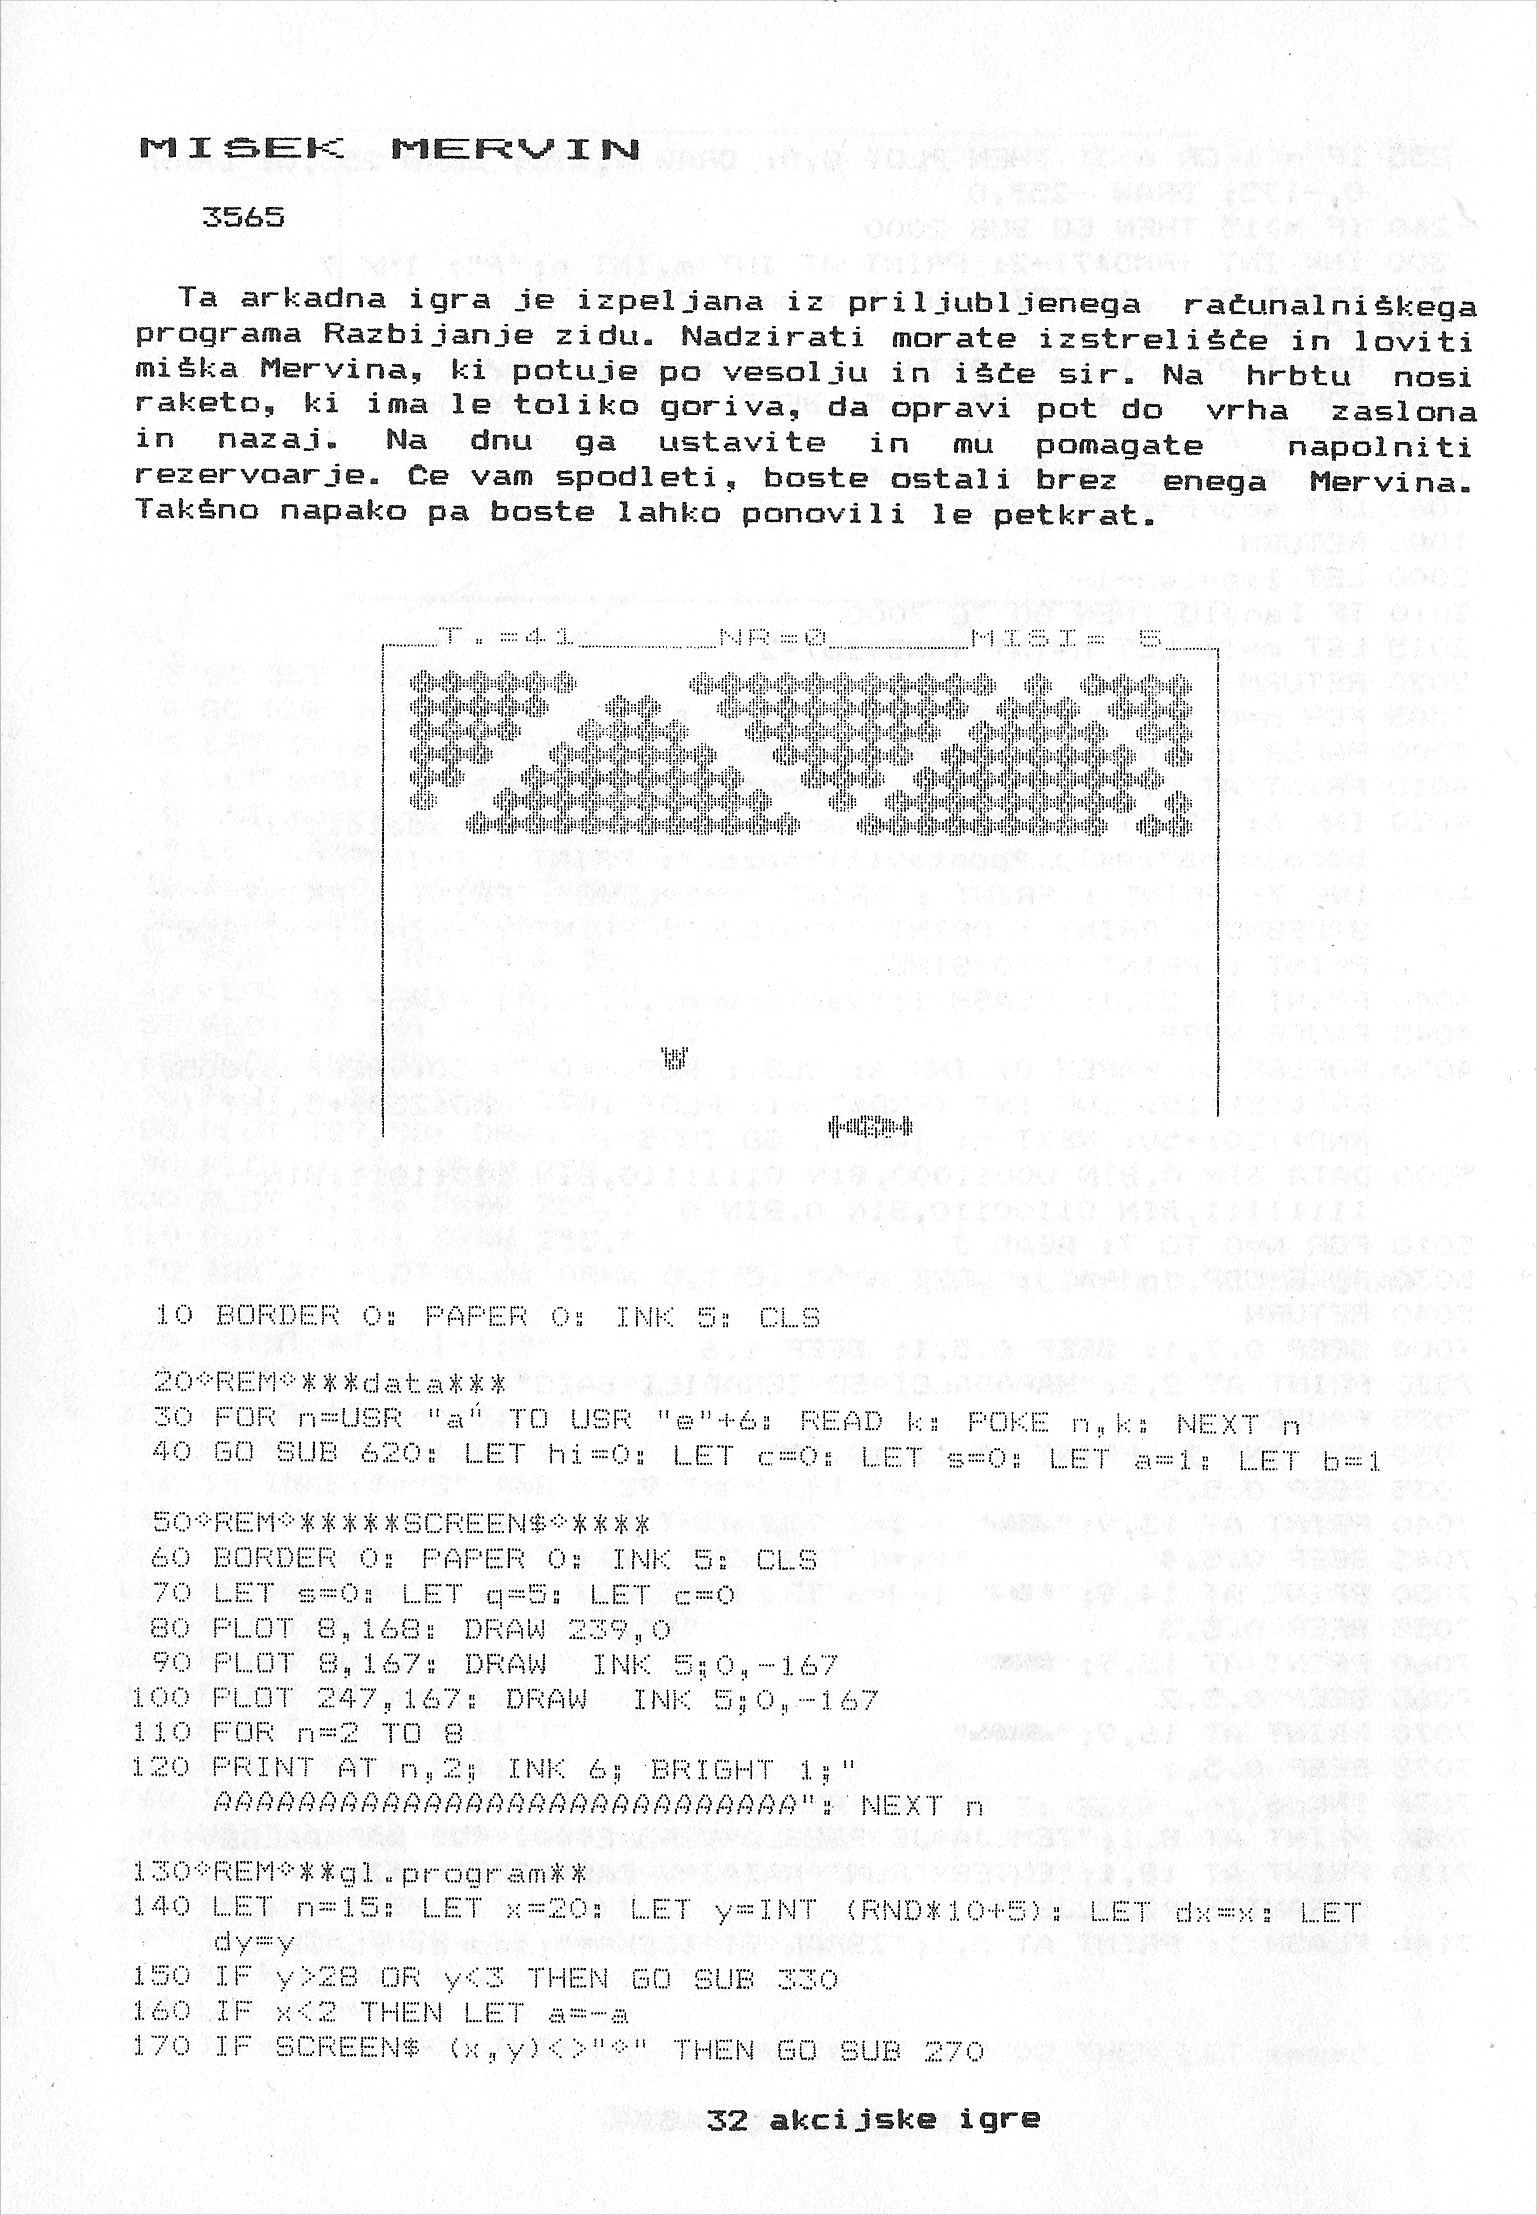 MIŠEK MERVIN
3565
Ta arkadna igra je izpeljana iz priljubljenega računalniškega
programa Razbijanje zidu. Nadzirati morate izstrelišče in loviti
miška Mervina, ki potuje po vesolju in išče sir. Na hrbtu nosi
raketo, ki ima le toliko goriva, da opravi pot do vrha zaslona
in nazaj. Na dnu ga ustavite in mu pomagate napolniti
rezervoarje. Če vam spodleti, boste ostali brez enega Mervina.
Takšno napako pa boste lahko ponovili le petkrat.
T.=41 NR=0 MISI= 5
10 BORDER 0: PAPER 0: INK 5: CLS
20◇REM◇***data***
30 FOR n=USR "a" TO USR "e"+6: READ k: POKE n,k: NEXT n
40 GO SUB 620: LET hi=0: LET c=0: LET s=0: LET a=1: LET b=1
50◇REM◇*****SCREEN$◇****
60 BORDER 0: PAPER 0: INK 5: CLS
70 LET s=0: LET q=5: LET c=0
80 PLOT 8,168: DRAW 239,0
90 PLOT 8,167: DRAW INK 5;0,-167
100 PLOT 247,167: DRAW INK 5;0,-167
110 FOR n=2 TO 8
120 PRINT AT n,2; INK 6; BRIGHT 1;"
AAAAAAAAAAAAAAAAAAAAAAAAAAAA": NEXT n
130◇REM◇**gl.program**
140 LET n=15: LET x=20: LET y=INT (RND*10+5): LET dx=x: LET
dy=y
150 IF y>28 OR y<3 THEN GO SUB 330
160 IF x<2 THEN LET a=-a
170 IF SCREEN$ (x,y)<>"◇" THEN GO SUB 270
32 akcijske igre